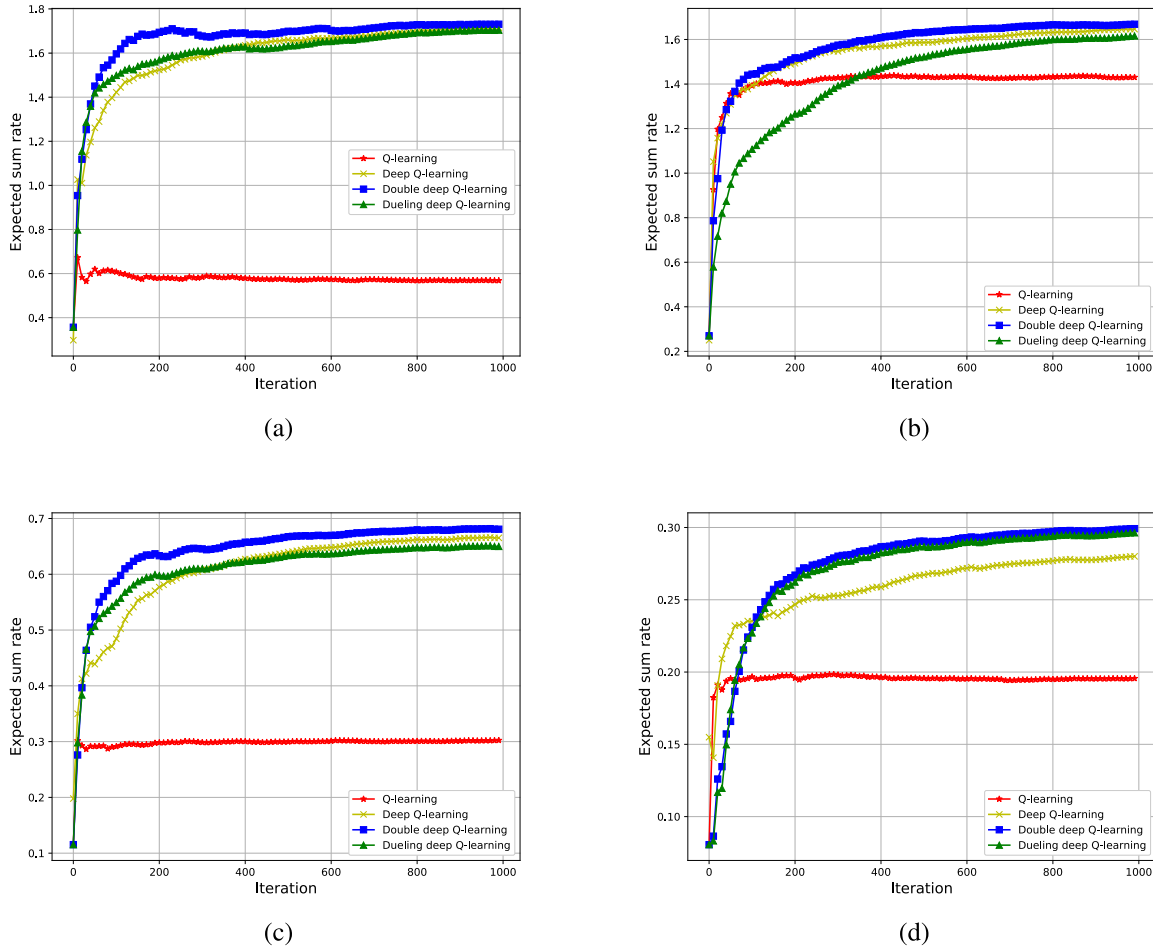 1.8
1.6
1.4
1.2
1.0
0.8
0.6
0.4
Expected sum rate
Q-learning
Deep Q-learning
Double deep Q-learning
Dueling deep Q-learning
0 200 400 600 800 1000
Iteration
(a)
1.6
1.4
1.2
1.0
0.8
0.6
0.4
0.2
Expected sum rate
Q-learning
Deep Q-learning
Double deep Q-learning
Dueling deep Q-learning
0 200 400 600 800 1000
Iteration
(b)
0.7
0.6
0.5
0.4
0.3
0.2
0.1
Expected sum rate
Q-learning
Deep Q-learning
Double deep Q-learning
Dueling deep Q-learning
0 200 400 600 800 1000
Iteration
(c)
0.30
0.25
0.20
0.15
0.10
Expected sum rate
Q-learning
Deep Q-learning
Double deep Q-learning
Dueling deep Q-learning
0 200 400 600 800 1000
Iteration
(d)